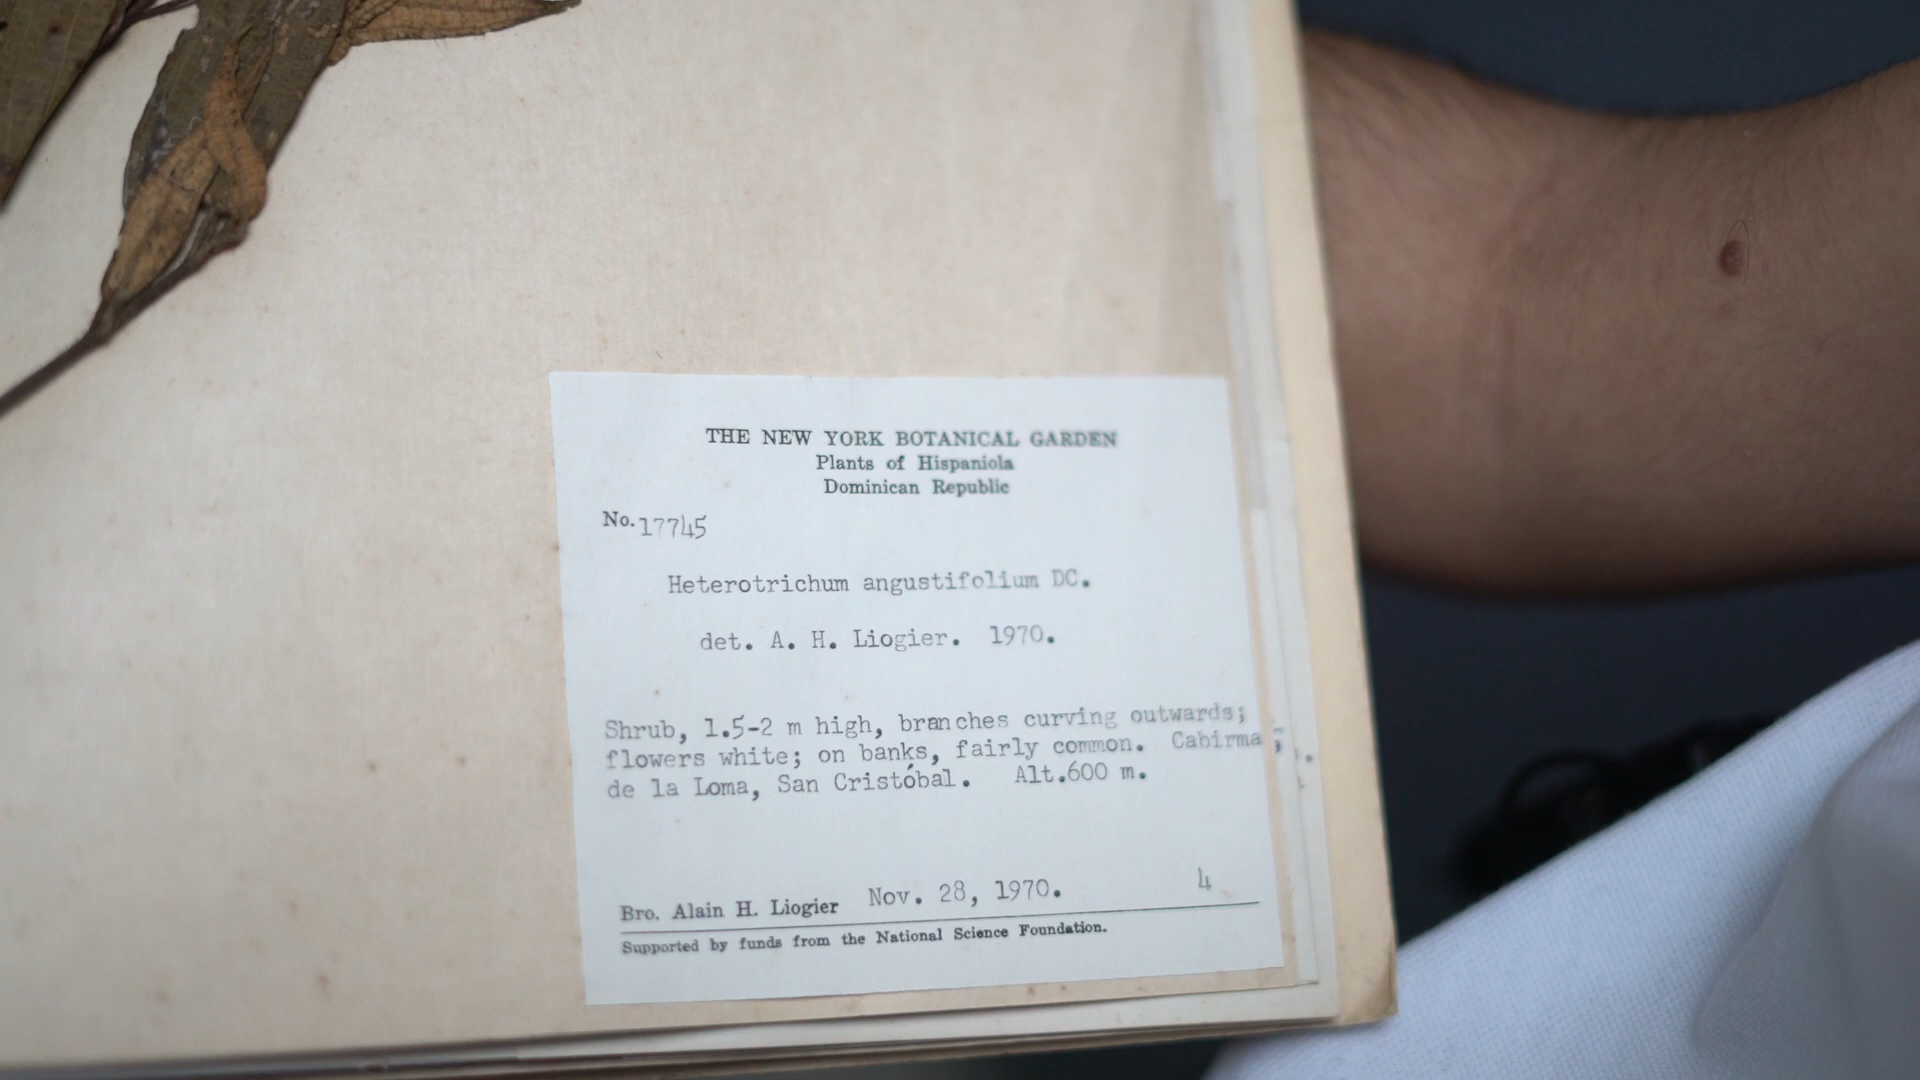 THE NEW YORK BOTANICAL GARDEN
Plants of Hispaniola
Dominican Republic
No. 17745
Heterotrichum angustifolium DC.
det. A. H. Liogier. 1970.
Shrub, 1.5-2 m high, branches curving outwards;
flowers white; on banks, fairly common. Cabirma
de la Loma, San Cristóbal. Alt.600 m.
Bro. Alain H. Liogier Nov. 28, 1970. 4
Supported by funds from the National Science Foundation.